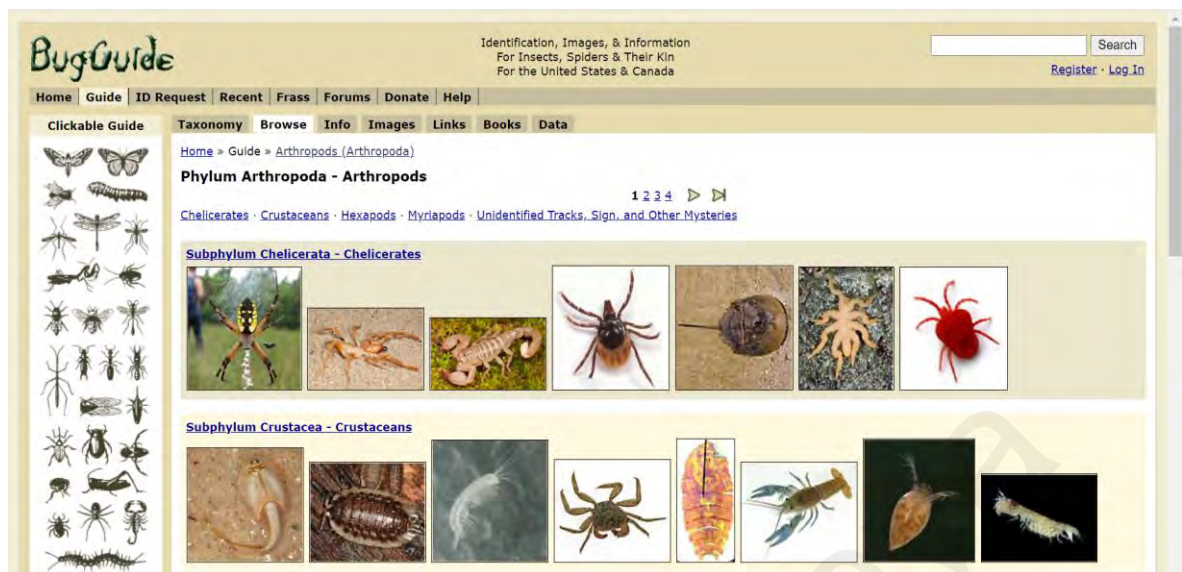 BugGuide
Identification, Images, & Information
For Insects, Spiders & Their Kin
For the United States & Canada
Search
Register · Log In
Home Guide ID Request Recent Frass Forums Donate Help
Clickable Guide
Taxonomy Browse Info Images Links Books Data
Home » Guide » Arthropods (Arthropoda)
Phylum Arthropoda - Arthropods
1 2 3 4
Chelicerates · Crustaceans · Hexapods · Myriapods · Unidentified Tracks, Sign, and Other Mysteries
Subphylum Chelicerata - Chelicerates
Subphylum Crustacea - Crustaceans